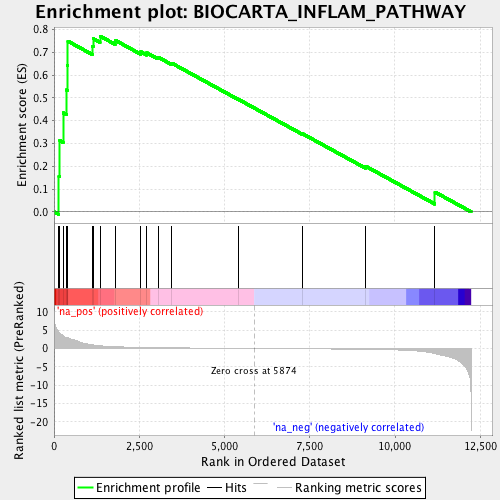 Enrichment plot: BIOCARTA_INFLAM_PATHWAY
Enrichment score (ES)
0.8
0.7
0.6
0.5
0.4
0.3
0.2
0.1
0.0
Ranked list metric (PreRanked)
10
5
0
-5
-10
-15
-20
'na_pos' (positively correlated)
Zero cross at 5874
'na_neg' (negatively correlated)
0 2,500 5,000 7,500 10,000 12,500
Rank in Ordered Dataset
Enrichment profile Hits Ranking metric scores